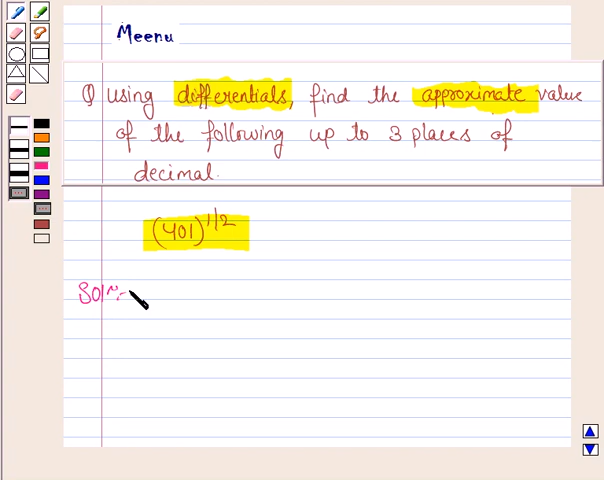 Meenu
Q Using differentials, find the approximate value
of the following up to 3 places of
decimal.
(401)^{1/2}
Solⁿ:-